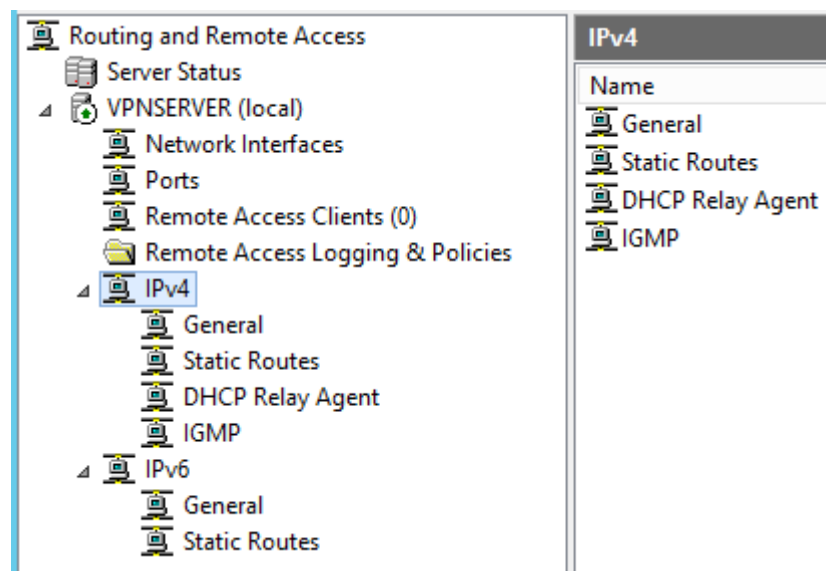 Routing and Remote Access
Server Status
VPNSERVER (local)
Network Interfaces
Ports
Remote Access Clients (0)
Remote Access Logging & Policies
IPv4
General
Static Routes
DHCP Relay Agent
IGMP
IPv6
General
Static Routes
IPv4
Name
General
Static Routes
DHCP Relay Agent
IGMP